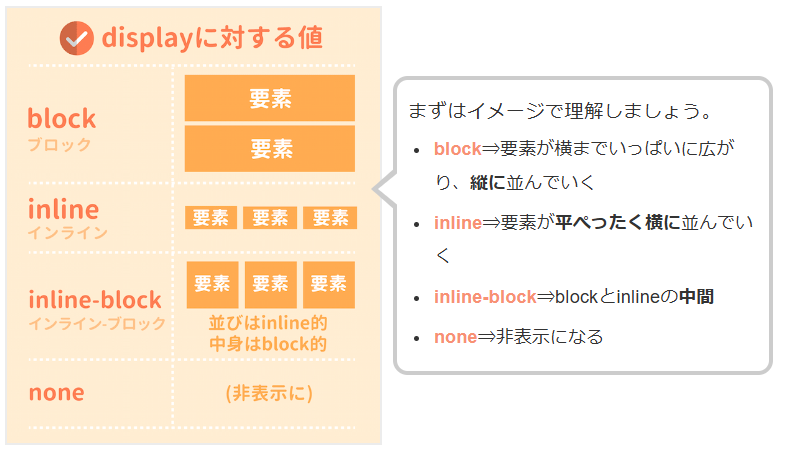 displayに対する値
block
ブロック
要素
要素
inline
インライン
要素 要素 要素
inline-block
インライン-ブロック
要素 要素 要素
並びはinline的
中身はblock的
none
(非表示に)
まずはイメージで理解しましょう。
• block⇒要素が横までいっぱいに広が
り、縦に並んでいく
• inline⇒要素が平ぺったく横に並んでい
く
• inline-block⇒blockとinlineの中間
• none⇒非表示になる